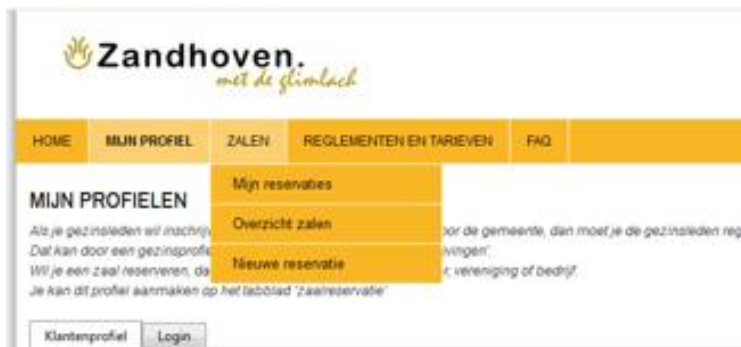 Zandhoven.
met de glimlach
HOME MIJN PROFIEL ZALEN REGLEMENTEN EN TARIEVEN FAQ
Mijn reservaties
Overzicht zalen
Nieuwe reservatie
MIJN PROFIELEN
Als je gezinsleden wil inschrij oor de gemeente, dan moet je de gezinsleden reg
Dat kan door een gezinsprofie vingen'.
Wil je een zaal reserveren, da r, vereniging of bedrijf.
Je kan dit profiel aanmaken op het tabblad 'zaalreservatie'
Klantenprofiel Login